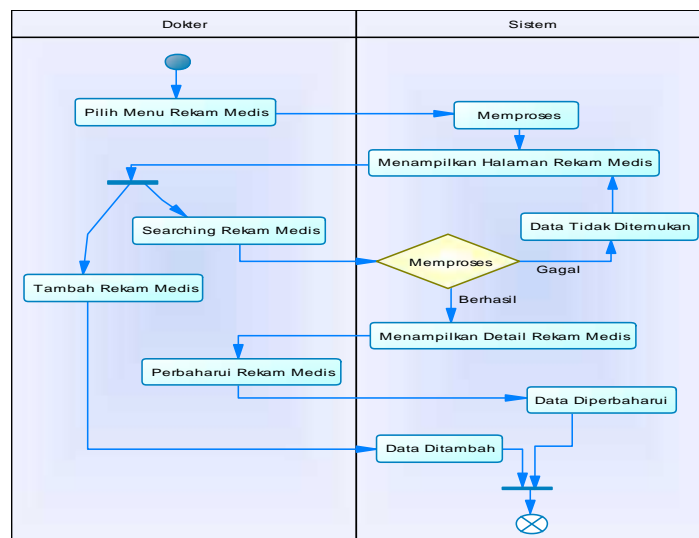 Dokter
Sistem
Pilih Menu Rekam Medis
Memproses
Menampilkan Halaman Rekam Medis
Searching Rekam Medis
Data Tidak Ditemukan
Memproses
Gagal
Tambah Rekam Medis
Berhasil
Menampilkan Detail Rekam Medis
Perbaharui Rekam Medis
Data Diperbaharui
Data Ditambah